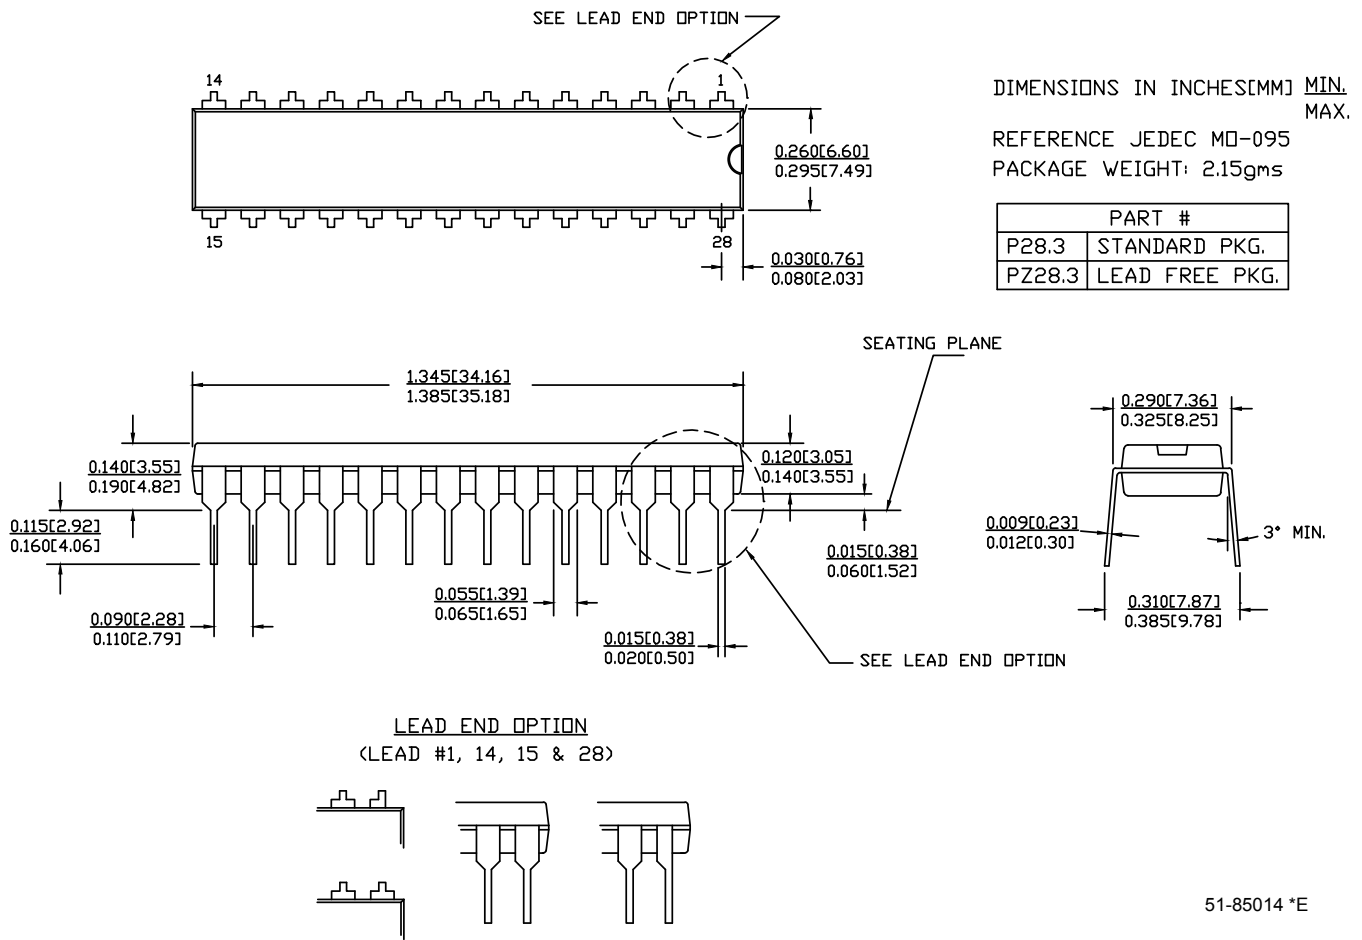 SEE LEAD END OPTION
14
1
DIMENSIONS IN INCHES[MM] MIN.
MAX.
REFERENCE JEDEC MO-095
PACKAGE WEIGHT: 2.15gms
0.260[6.60]
0.295[7.49]
PART #
P28.3 STANDARD PKG.
PZ28.3 LEAD FREE PKG.
15
28
0.030[0.76]
0.080[2.03]
SEATING PLANE
1.345[34.16]
1.385[35.18]
0.290[7.36]
0.325[8.25]
0.140[3.55]
0.190[4.82]
0.120[3.05]
0.140[3.55]
0.115[2.92]
0.160[4.06]
0.009[0.23]
0.012[0.30]
3° MIN.
0.015[0.38]
0.060[1.52]
0.055[1.39]
0.065[1.65]
0.090[2.28]
0.110[2.79]
0.310[7.87]
0.385[9.78]
0.015[0.38]
0.020[0.50]
SEE LEAD END OPTION
LEAD END OPTION
(LEAD #1, 14, 15 & 28)
51-85014 *E